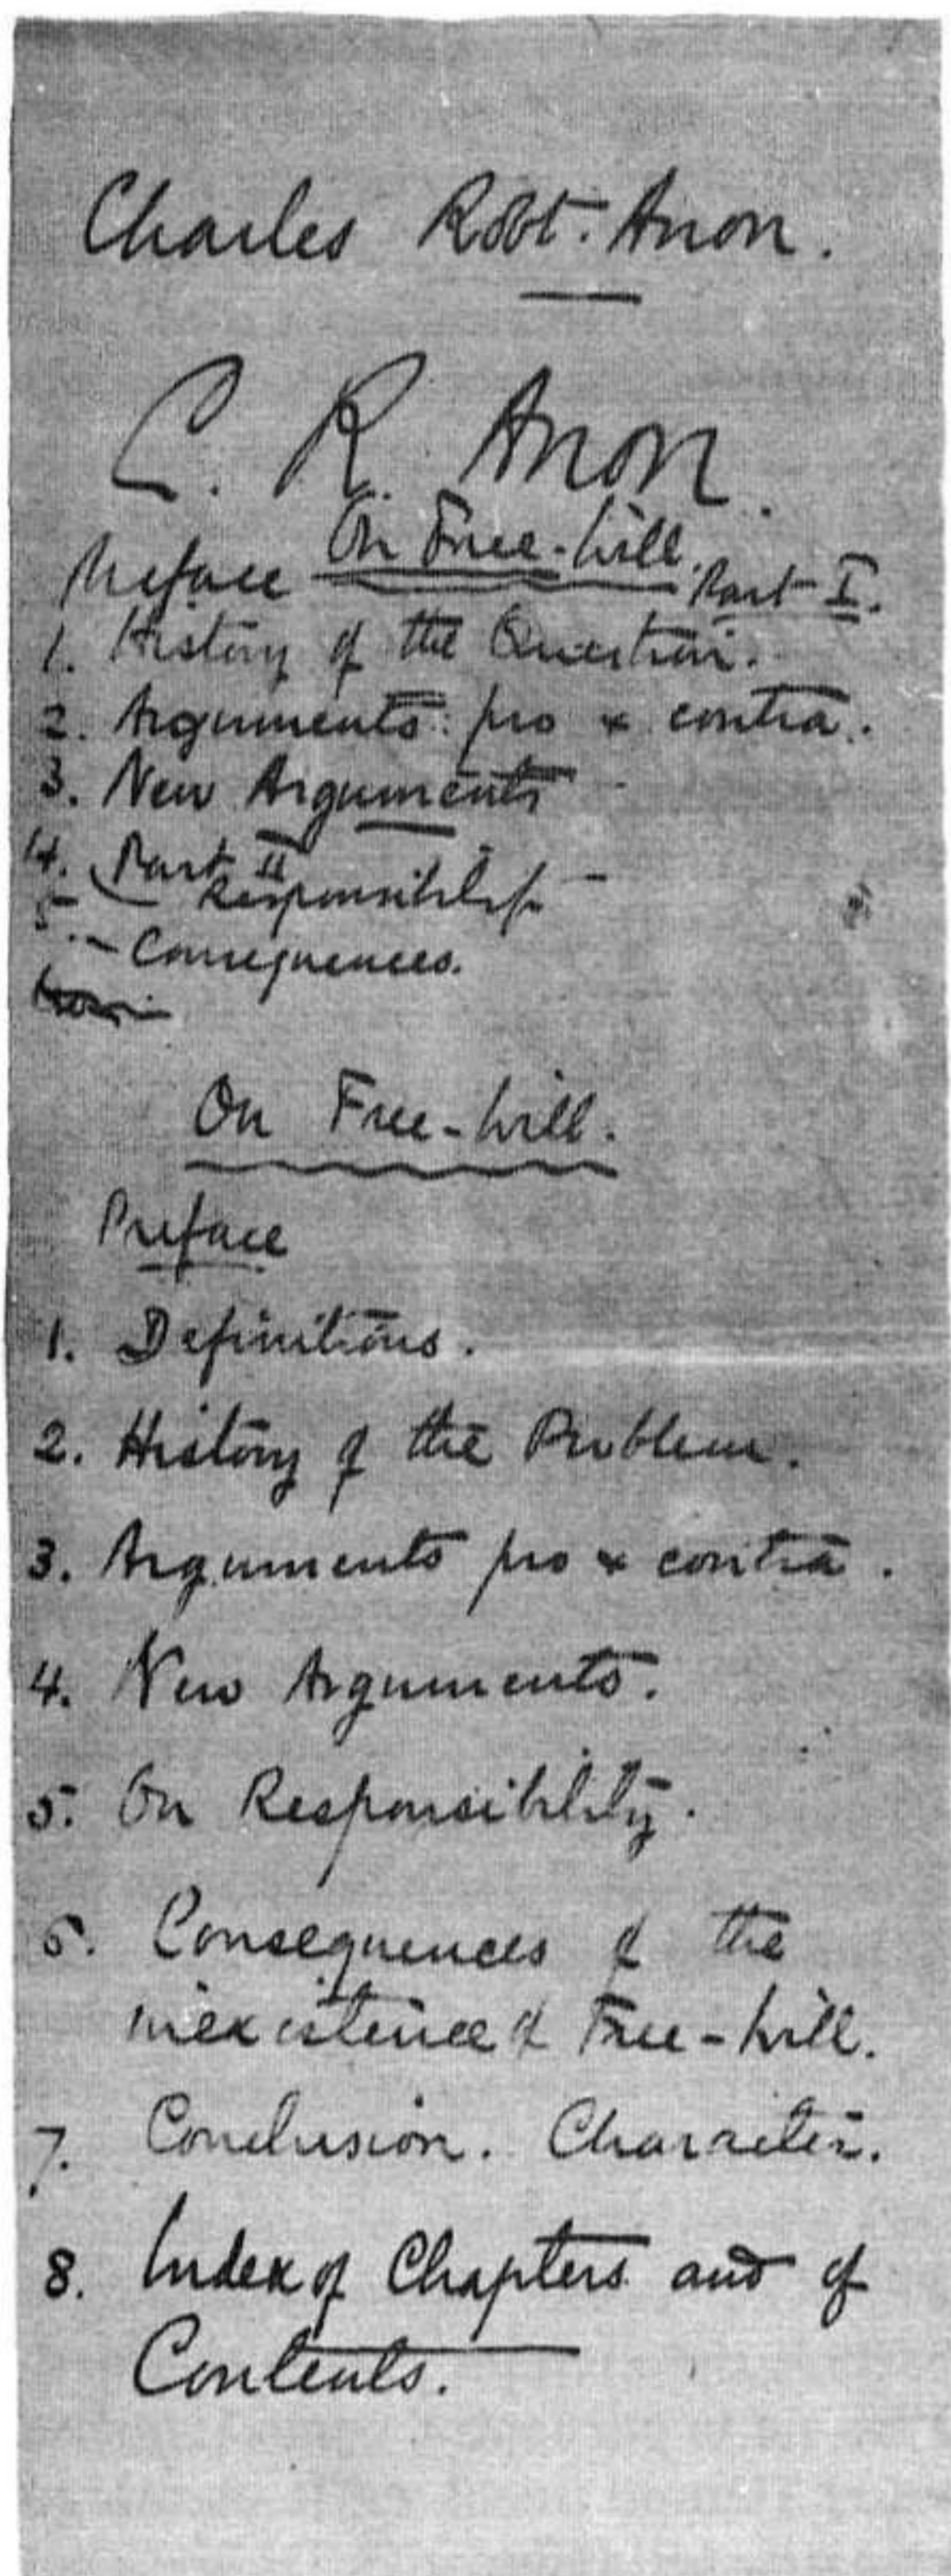 Charles Robt. Anon.
C. R. Anon.
On Free-will.
Preface Part I.
1. History of the Question.
2. Arguments: pro & contra.
3. New Arguments
4. Part II
Responsibility –
5. – Consequences.
On Free-will.
Preface
1. Definitions.
2. History of the Problem.
3. Arguments pro & contra.
4. New Arguments.
5. On Responsibility.
6. Consequences of the
inexistence of Free-will.
7. Conclusion. Character.
8. Index of Chapters and of
Contents.